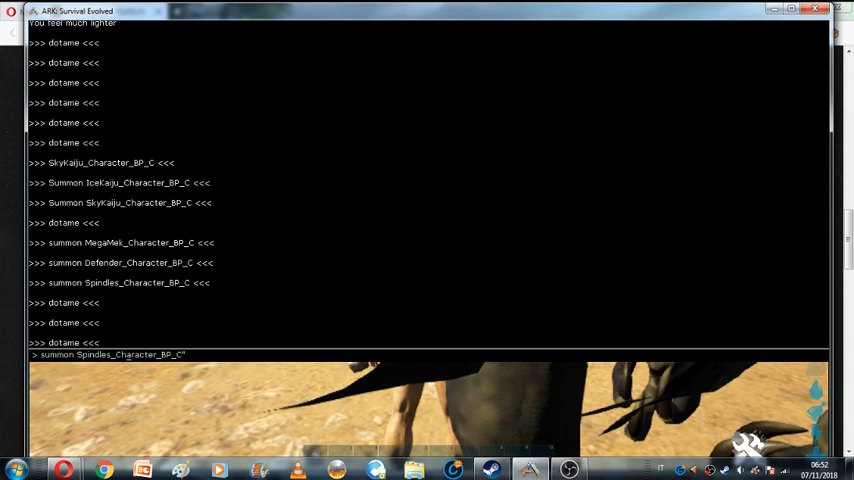 ARK: Survival Evolved
You feel much lighter
>>> dotame <<<
>>> dotame <<<
>>> dotame <<<
>>> dotame <<<
>>> dotame <<<
>>> dotame <<<
>>> SkyKaiju_Character_BP_C <<<
>>> Summon IceKaiju_Character_BP_C <<<
>>> Summon SkyKaiju_Character_BP_C <<<
>>> dotame <<<
>>> summon MegaMek_Character_BP_C <<<
>>> summon Defender_Character_BP_C <<<
>>> summon Spindles_Character_BP_C <<<
>>> dotame <<<
>>> dotame <<<
>>> dotame <<<
> summon Spindles_Character_BP_C"
IT
06:52
07/11/2018